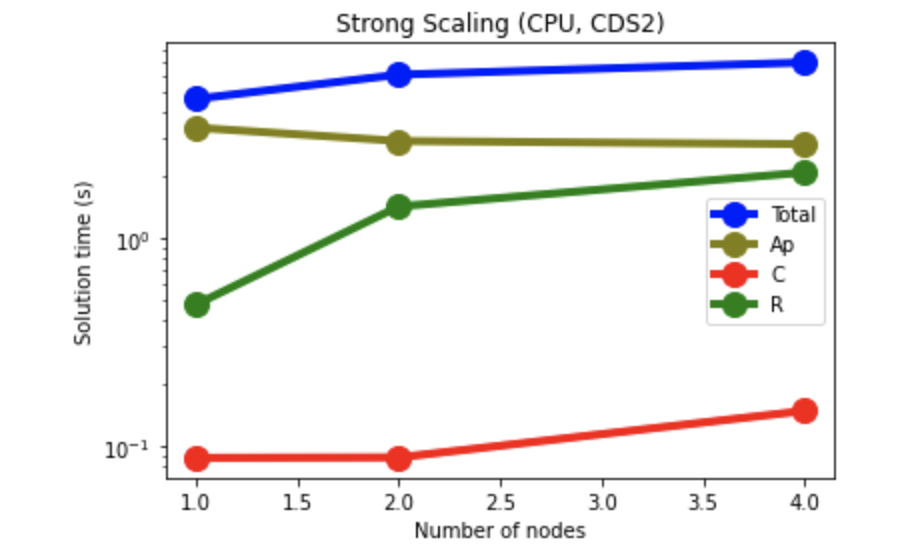 Strong Scaling (CPU, CDS2)
Solution time (s)
10⁰
10⁻¹
Total
Ap
C
R
1.0 1.5 2.0 2.5 3.0 3.5 4.0
Number of nodes